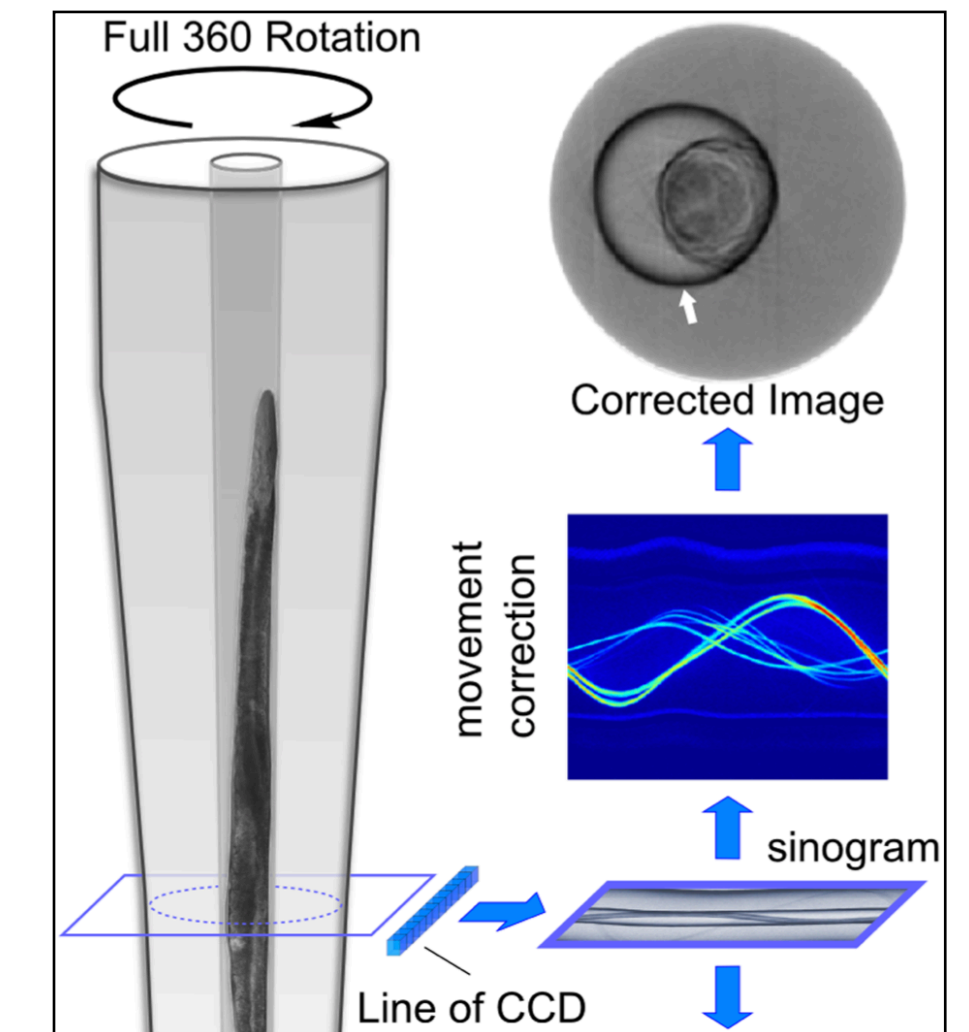 Full 360 Rotation
Corrected Image
movement
correction
sinogram
Line of CCD